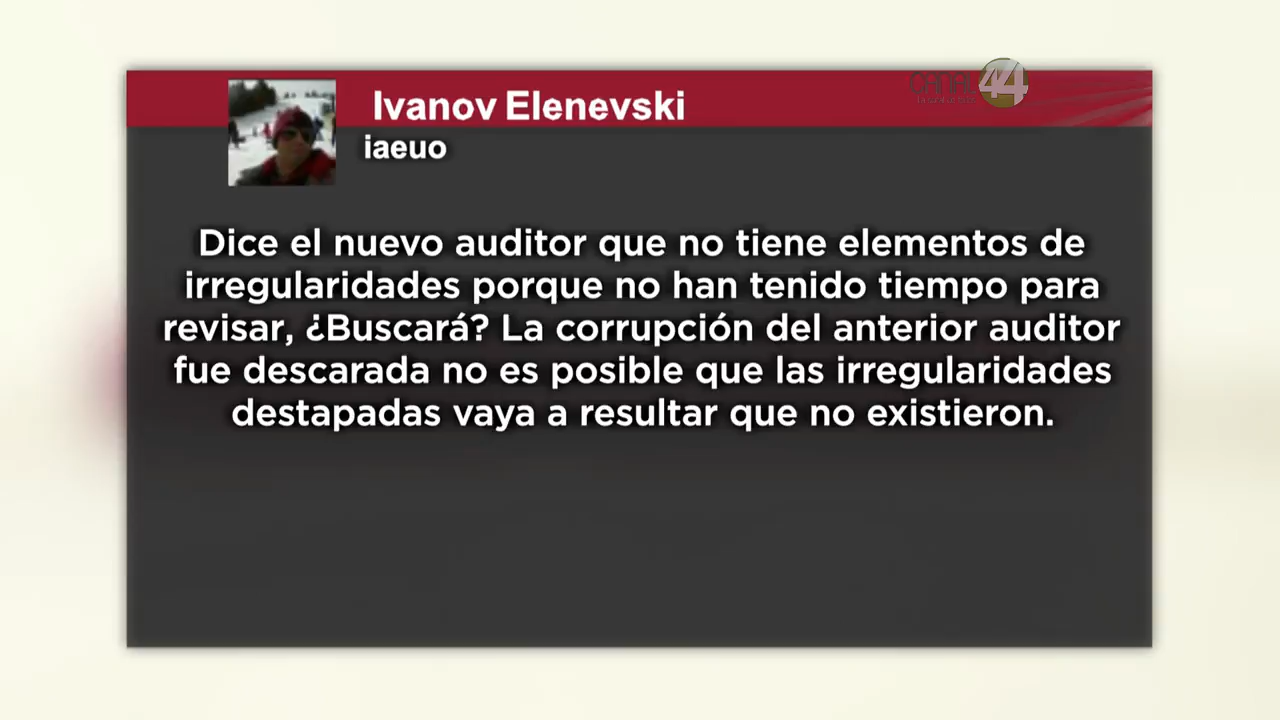 CANAL 44
Ivanov Elenevski
iaeuo
Dice el nuevo auditor que no tiene elementos de
irregularidades porque no han tenido tiempo para
revisar, ¿Buscará? La corrupción del anterior auditor
fue descarada no es posible que las irregularidades
destapadas vaya a resultar que no existieron.